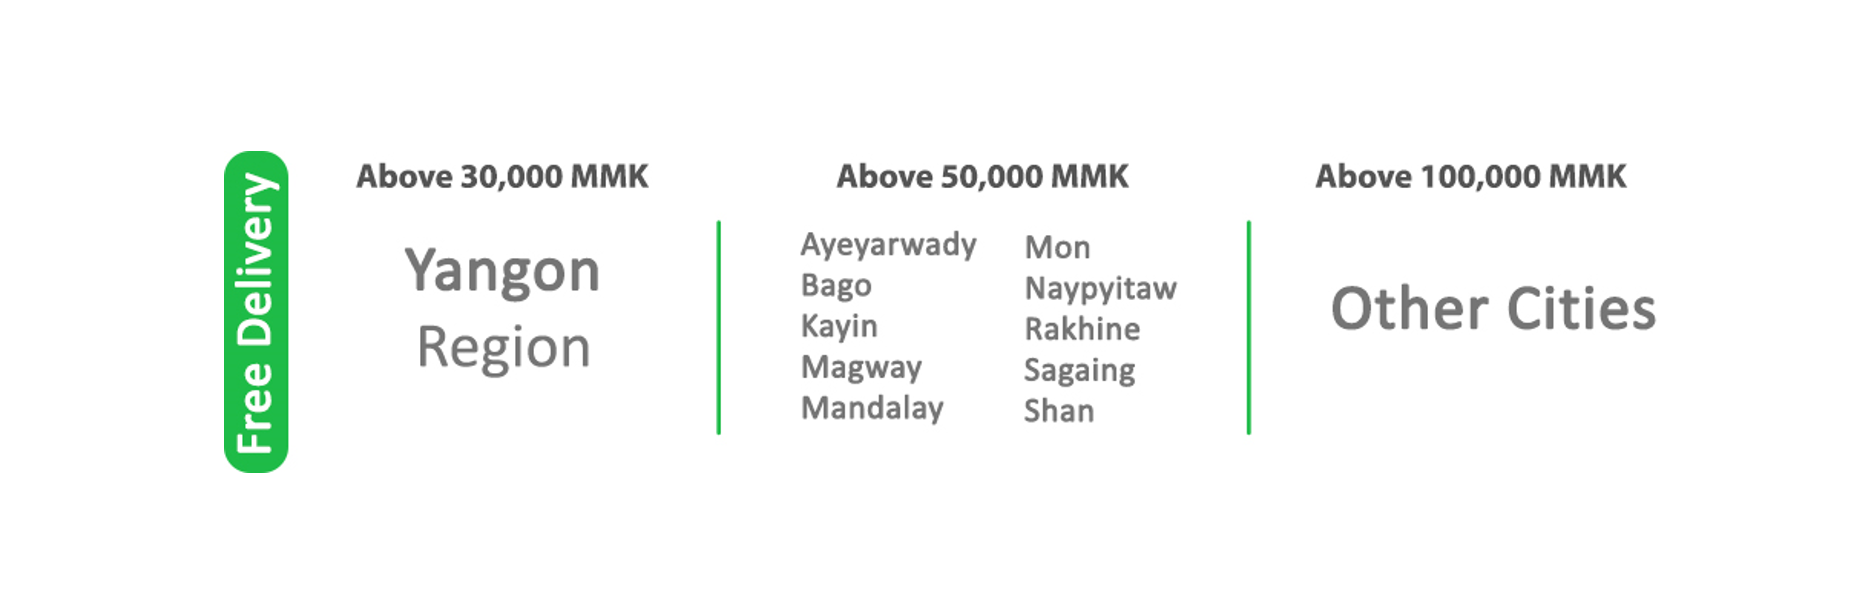 Free Delivery
Above 30,000 MMK
Yangon
Region
Above 50,000 MMK
Ayeyarwady
Bago
Kayin
Magway
Mandalay
Mon
Naypyitaw
Rakhine
Sagaing
Shan
Above 100,000 MMK
Other Cities